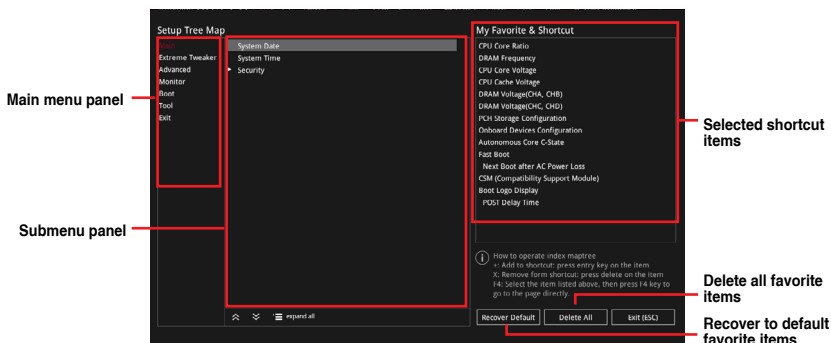 Setup Tree Map
My Favorite & Shortcut
Main
Extreme Tweaker
Advanced
Monitor
Boot
Tool
Exit
System Date
System Time
Security
CPU Core Ratio
DRAM Frequency
CPU Core Voltage
CPU Cache Voltage
DRAM Voltage(CHA, CHB)
DRAM Voltage(CHC, CHD)
PCH Storage Configuration
Onboard Devices Configuration
Autonomous Core C-State
Fast Boot
Next Boot after AC Power Loss
CSM (Compatibility Support Module)
Boot Logo Display
POST Delay Time
How to operate index maptree
+: Add to shortcut: press entry key on the item
X: Remove form shortcut: press delete on the item
F4: Select the item listed above, then press F4 key to
go to the page directly.
expand all
Recover Default
Delete All
Exit (ESC)
Main menu panel
Submenu panel
Selected shortcut
items
Delete all favorite
items
Recover to default
favorite items